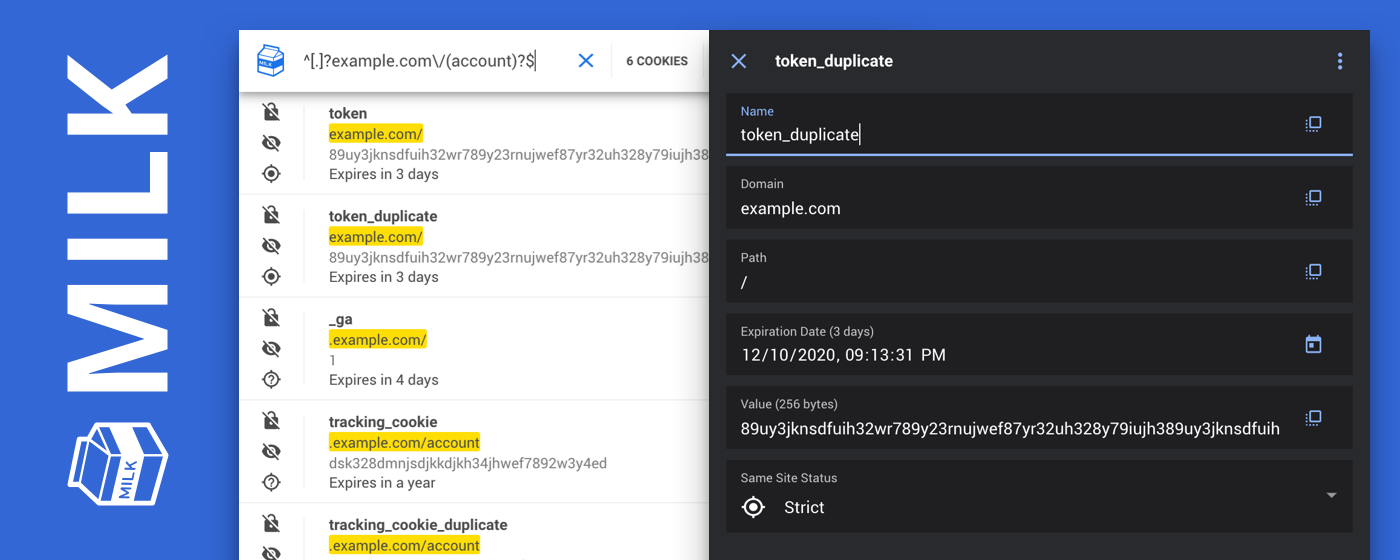 MILK
MILK
MILK
^[.]?example.com\/(account)?$
6 COOKIES
token
example.com/
89uy3jknsdfuih32wr789y23rnujwef87yr32uh328y79iujh38
Expires in 3 days
token_duplicate
example.com/
89uy3jknsdfuih32wr789y23rnujwef87yr32uh328y79iujh38
Expires in 3 days
_ga
.example.com/
1
Expires in 4 days
tracking_cookie
.example.com/account
dsk328dmnjsdjkkdjkh34jhwef7892w3y4ed
Expires in a year
tracking_cookie_duplicate
.example.com/account
token_duplicate
Name
token_duplicate
Domain
example.com
Path
/
Expiration Date (3 days)
12/10/2020, 09:13:31 PM
Value (256 bytes)
89uy3jknsdfuih32wr789y23rnujwef87yr32uh328y79iujh389uy3jknsdfuih
Same Site Status
Strict